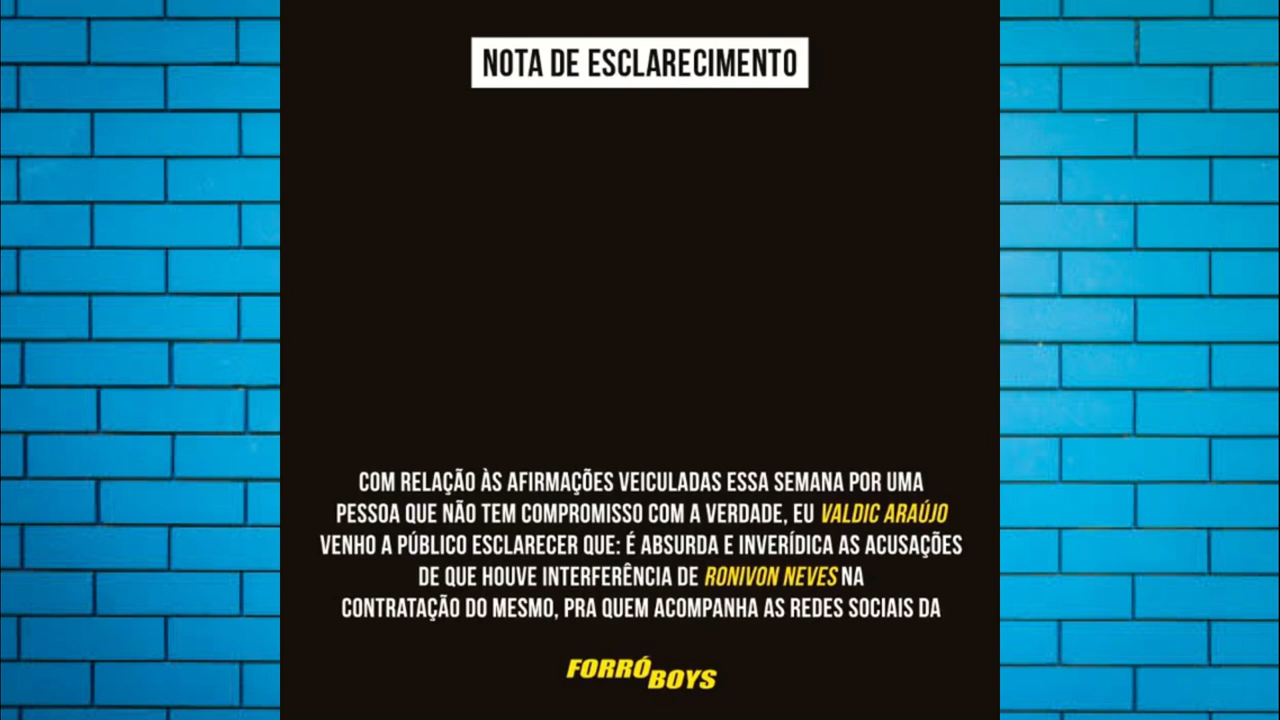 NOTA DE ESCLARECIMENTO
COM RELAÇÃO ÀS AFIRMAÇÕES VEICULADAS ESSA SEMANA POR UMA
PESSOA QUE NÃO TEM COMPROMISSO COM A VERDADE, EU VALDIC ARAÚJO
VENHO A PÚBLICO ESCLARECER QUE: É ABSURDA E INVERÍDICA AS ACUSAÇÕES
DE QUE HOUVE INTERFERÊNCIA DE RONIVON NEVES NA
CONTRATAÇÃO DO MESMO, PRA QUEM ACOMPANHA AS REDES SOCIAIS DA
FORRÓ BOYS